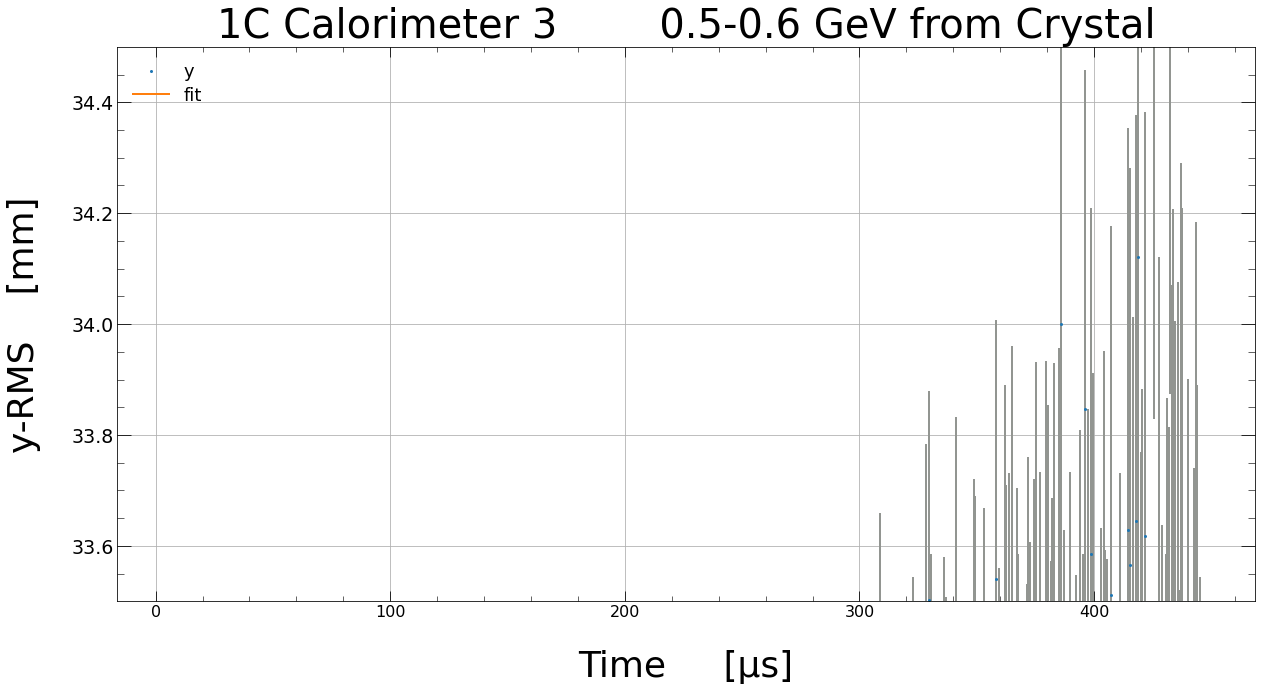 1C Calorimeter 3 0.5-0.6 GeV from Crystal
y
fit
34.4
34.2
34.0
33.8
33.6
y-RMS [mm]
0 100 200 300 400
Time [μs]